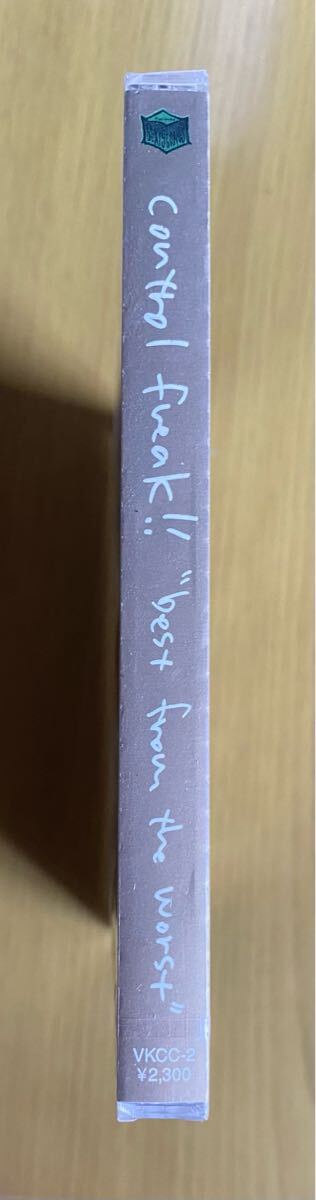 control freak!! "best from the worst"
VKCC-2
¥2,300